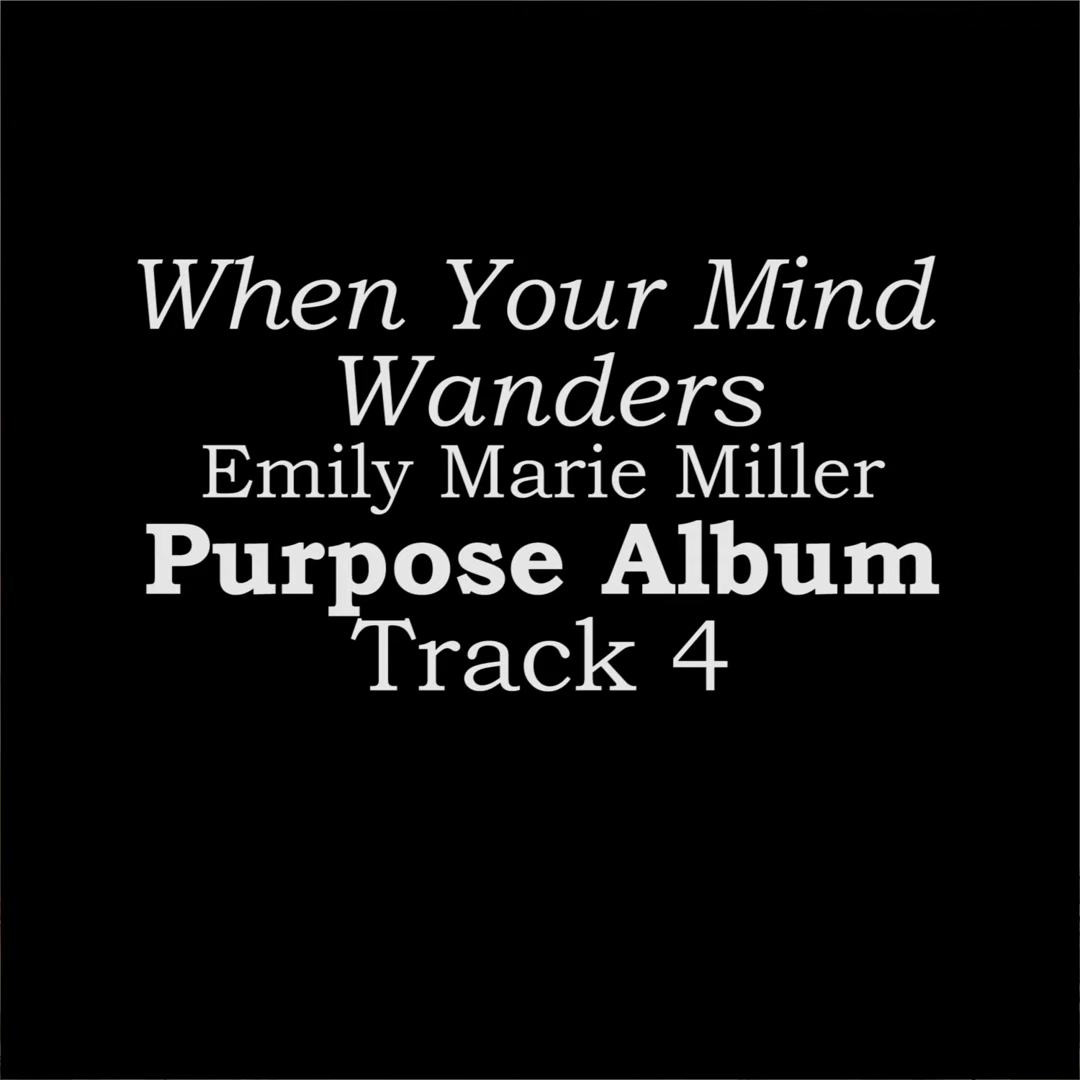 When Your Mind
Wanders
Emily Marie Miller
Purpose Album
Track 4